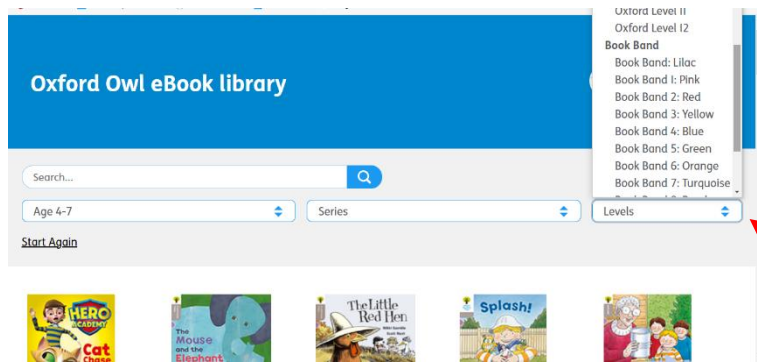 Oxford Level 11
Oxford Level 12
Book Band
Book Band: Lilac
Book Band 1: Pink
Book Band 2: Red
Book Band 3: Yellow
Book Band 4: Blue
Book Band 5: Green
Book Band 6: Orange
Book Band 7: Turquoise
Oxford Owl eBook library
Search...
Age 4-7
Series
Levels
Start Again
HERO
ACADEMY
Cat
Chase
The
Mouse
and the
Elephant
The Little
Red Hen
Splash!